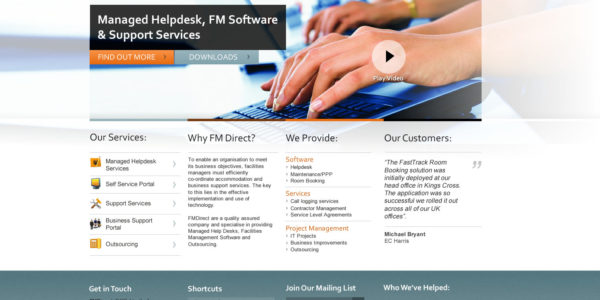 Managed Helpdesk, FM Software
& Support Services
FIND OUT MORE
DOWNLOADS
Play Video
Our Services:
Managed Helpdesk
Services
Self Service Portal
Support Services
Business Support
Portal
Outsourcing
Why FM Direct?
To enable an organisation to meet
its business objectives, facilities
managers must efficiently
co-ordinate accommodation and
business support services. The key
to this lies in the effective
implementation and use of
technology.
FMDirect are a quality assured
company and specialise in providing
Managed Help Desks, Facilities
Management Software and
Outsourcing.
We Provide:
Software
Helpdesk
Maintenance/PPP
Room Booking
Services
Call logging services
Contractor Management
Service Level Agreements
Project Management
IT Projects
Business Improvements
Outsourcing
Our Customers:
“The FastTrack Room
Booking solution was
initially deployed at our
head office in Kings Cross.
The application was so
successful we rolled it out
across all of our UK
offices”.
”
Michael Bryant
EC Harris
Get in Touch
Shortcuts
Join Our Mailing List
Who We've Helped: